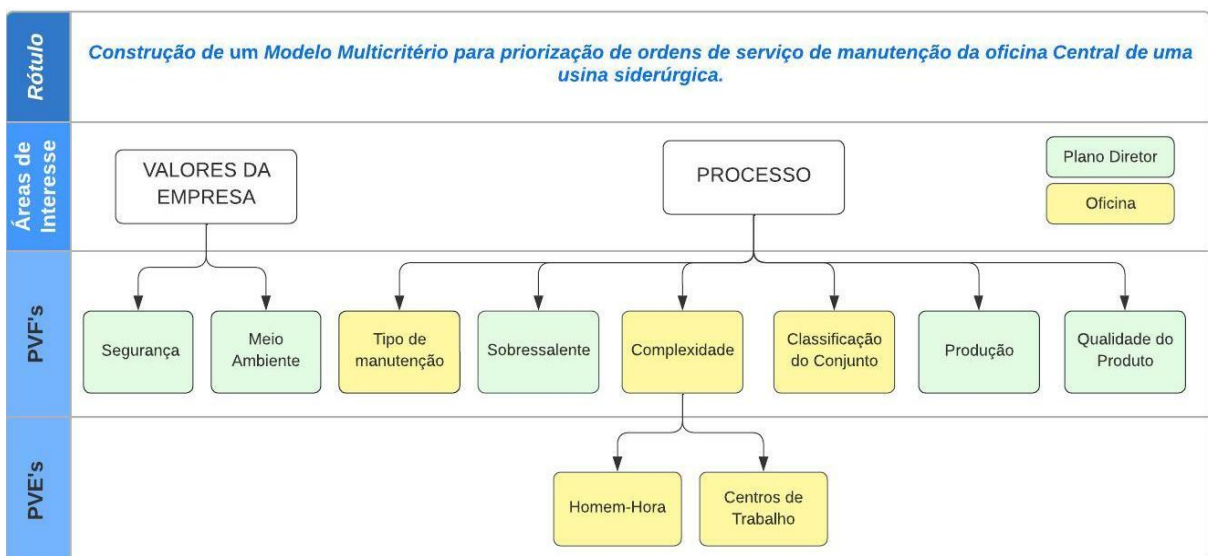 Rótulo
Construção de um Modelo Multicritério para priorização de ordens de serviço de manutenção da oficina Central de uma
usina siderúrgica.
Áreas de
Interesse
VALORES DA
EMPRESA
PROCESSO
Plano Diretor
Oficina
PVF's
Segurança
Meio
Ambiente
Tipo de
manutenção
Sobressalente
Complexidade
Classificação
do Conjunto
Produção
Qualidade do
Produto
PVE's
Homem-Hora
Centros de
Trabalho